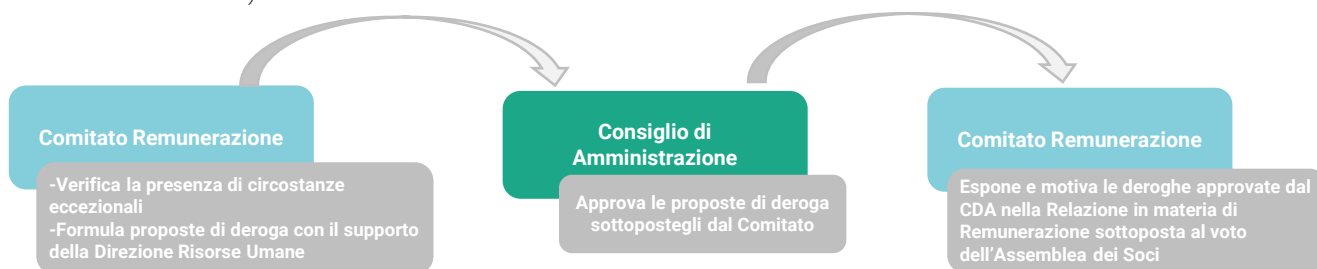 Comitato Remunerazione
-Verifica la presenza di circostanze
eccezionali
-Formula proposte di deroga con il supporto
della Direzione Risorse Umane
Consiglio di
Amministrazione
Approva le proposte di deroga
sottopostegli dal Comitato
Comitato Remunerazione
Espone e motiva le deroghe approvate dal
CDA nella Relazione in materia di
Remunerazione sottoposta al voto
dell’Assemblea dei Soci